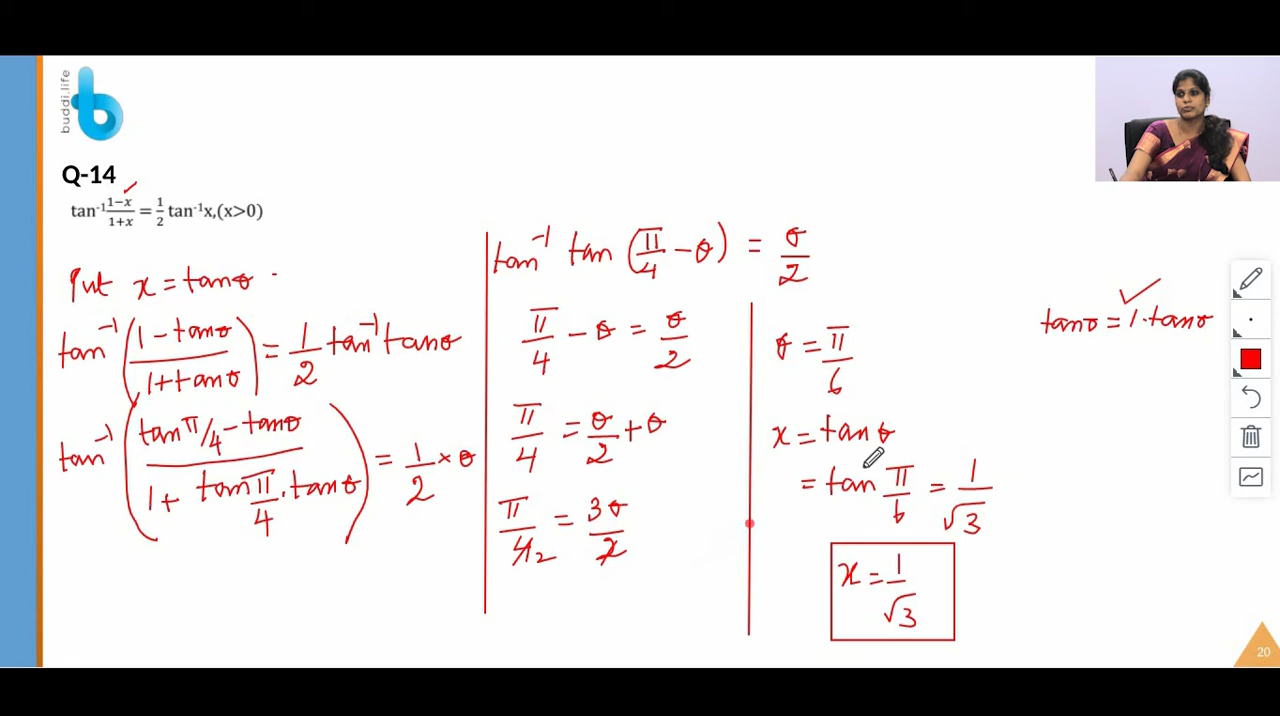 buddi.life
Q-14
tan⁻¹ (1−x)/(1+x) = 1/2 tan⁻¹x,(x>0)
Put x = tanθ
tan⁻¹ ((1 − tanθ)/(1 + tanθ)) = 1/2 tan⁻¹ tanθ
tan⁻¹ ((tan π/4 − tanθ)/(1 + tan π/4 . tanθ)) = 1/2 × θ
tan⁻¹ tan (π/4 − θ) = θ/2
π/4 − θ = θ/2
π/4 = θ/2 + θ
π/4 2 = 3θ/2
θ = π/6
x = tanθ
= tan π/6 = 1/√3
x = 1/√3
tanθ = 1.tanθ
20